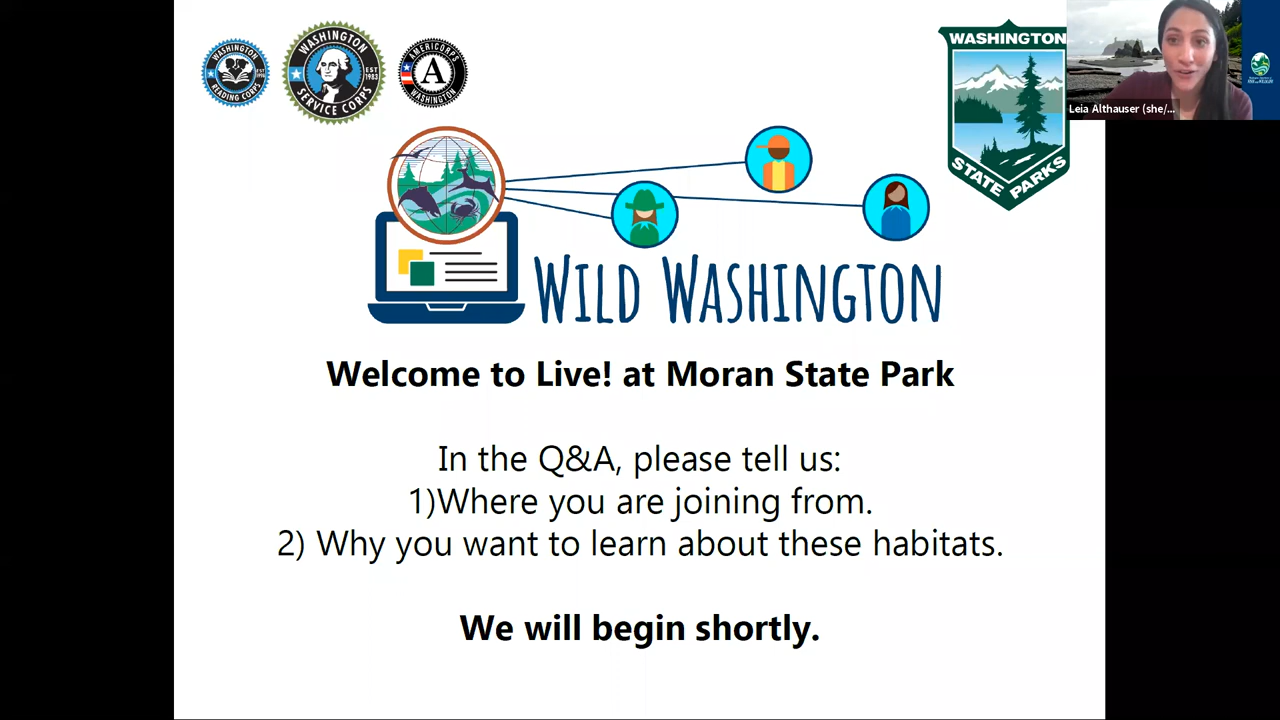 WASHINGTON
READING CORPS
EST
1998
WASHINGTON
SERVICE CORPS
EST
1983
AMERICORPS
A
WASHINGTON
WASHINGTON
STATE PARKS
Leia Althauser (she/...
WILD WASHINGTON
Welcome to Live! at Moran State Park
In the Q&A, please tell us:
1)Where you are joining from.
2) Why you want to learn about these habitats.
We will begin shortly.